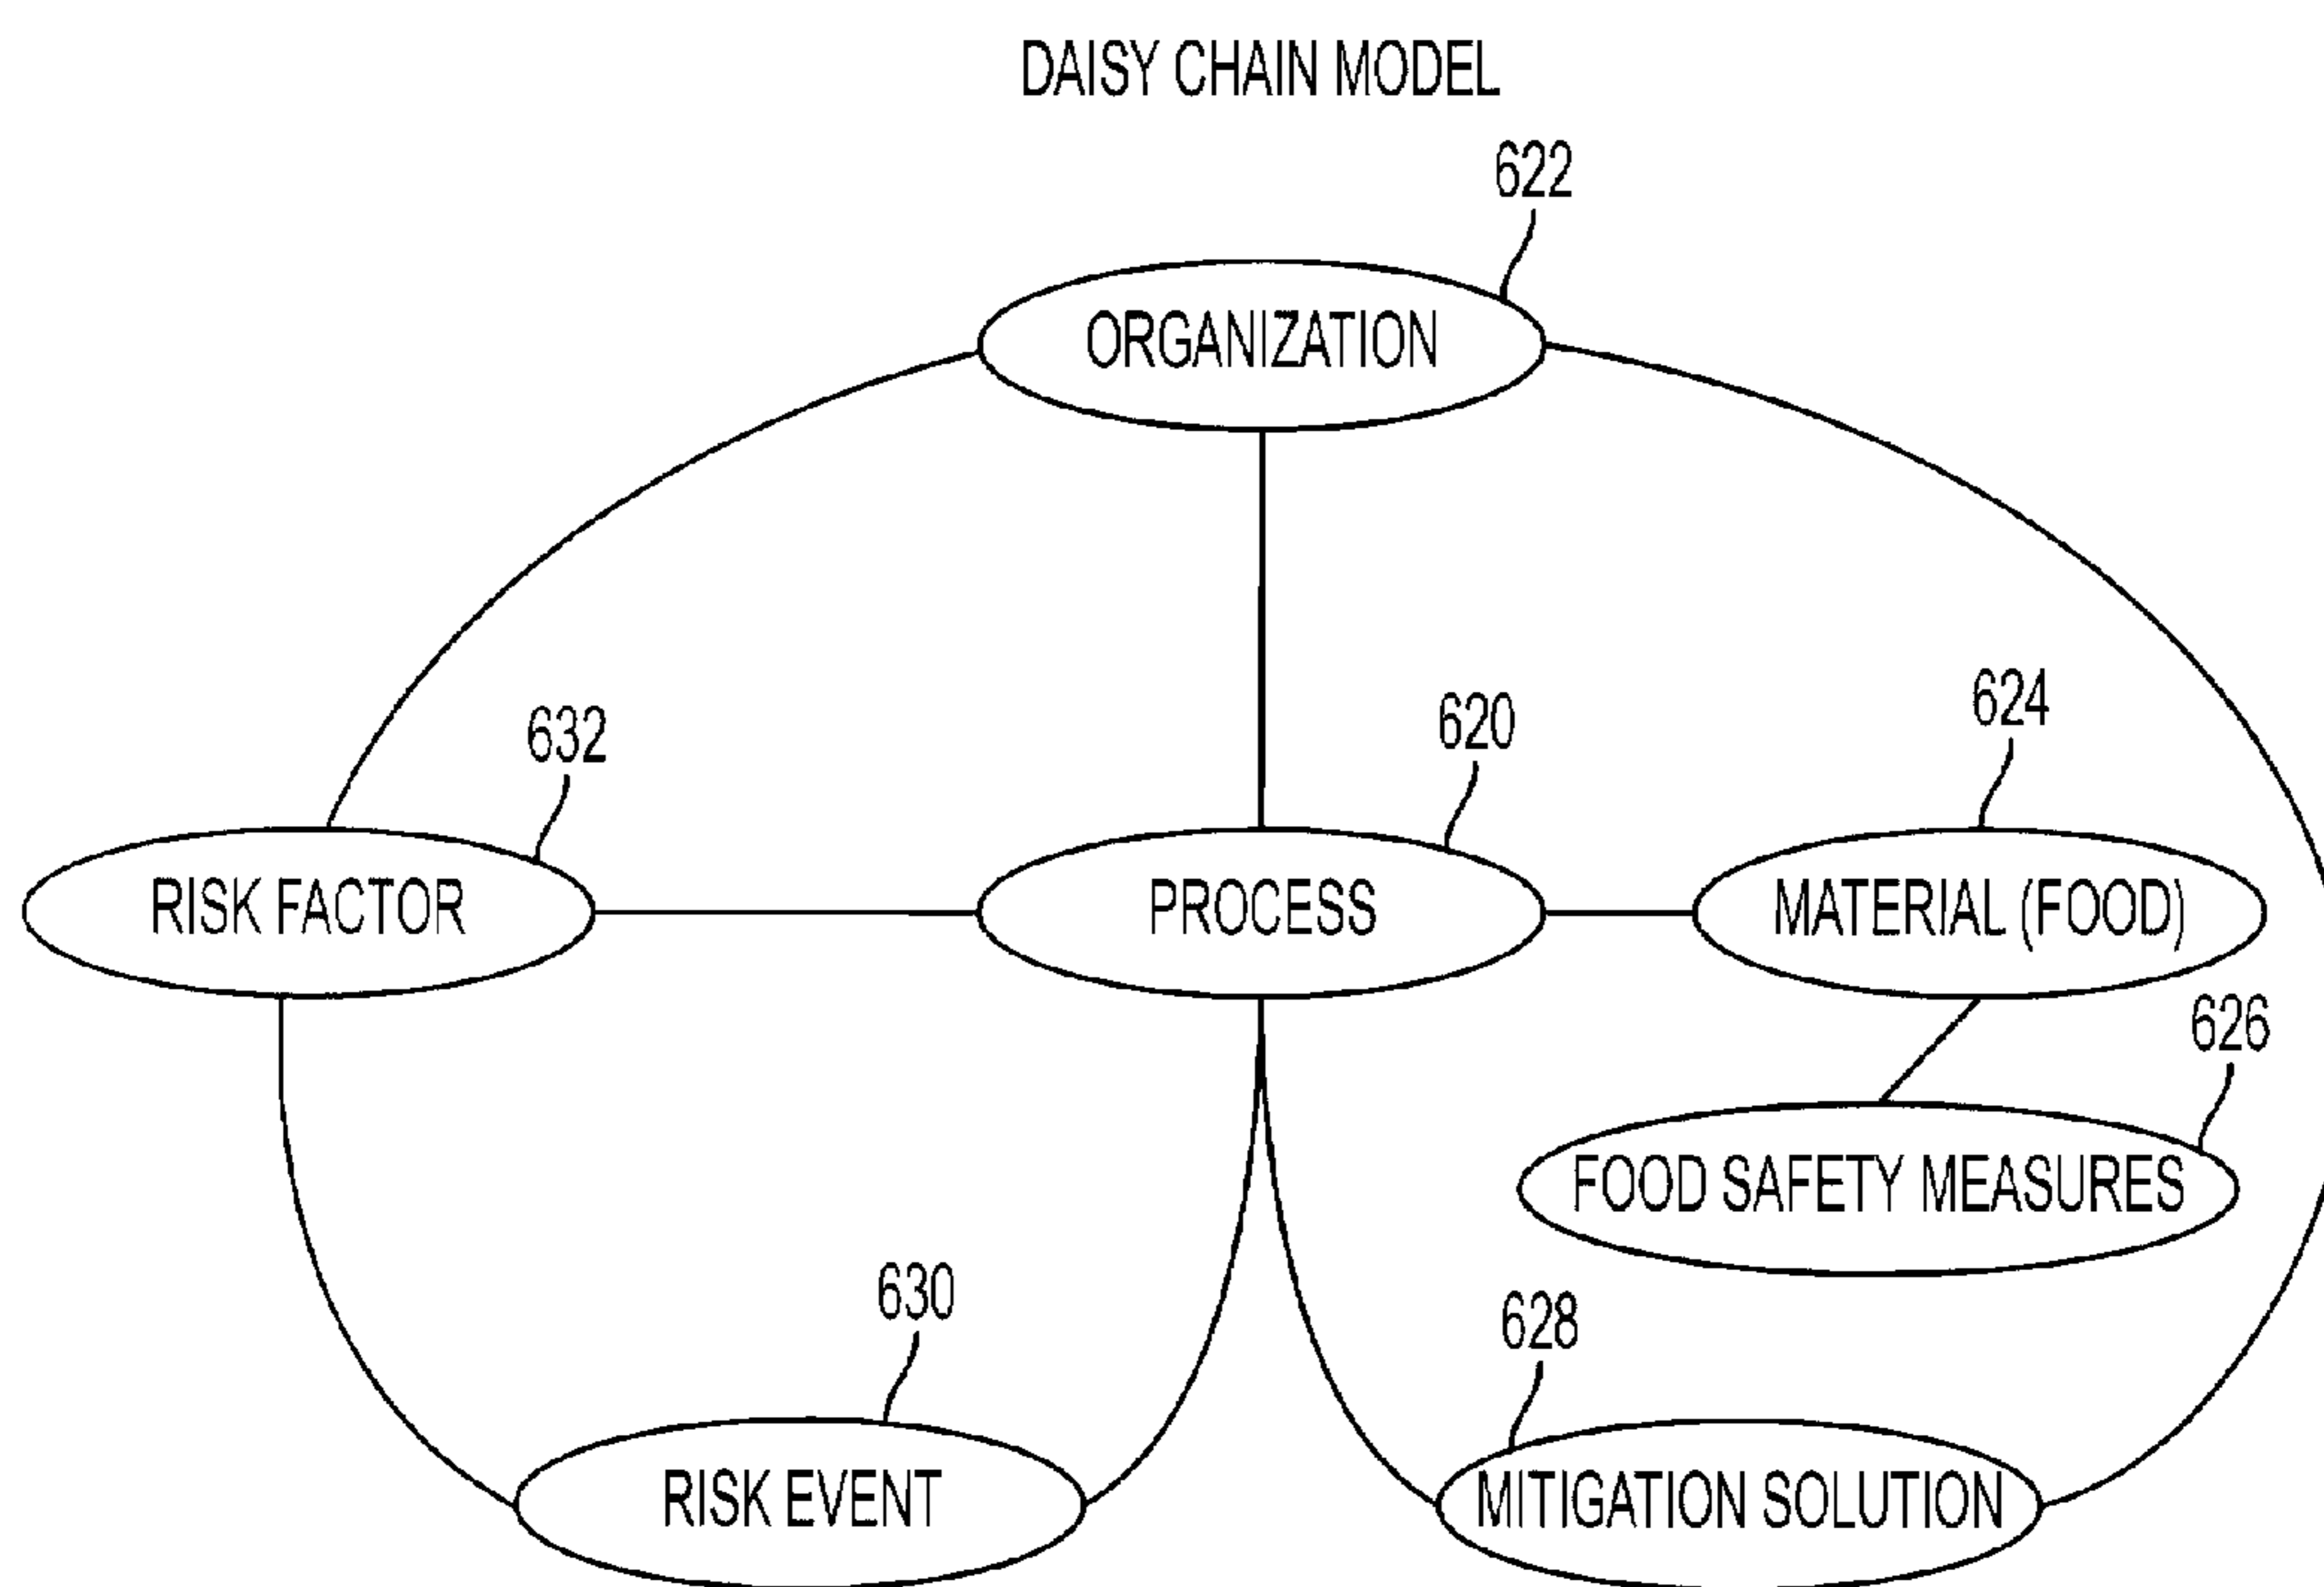 DAISY CHAIN MODEL
622
ORGANIZATION
632
620
624
RISK FACTOR
PROCESS
MATERIAL (FOOD)
626
FOOD SAFETY MEASURES
630
628
RISK EVENT
MITIGATION SOLUTION